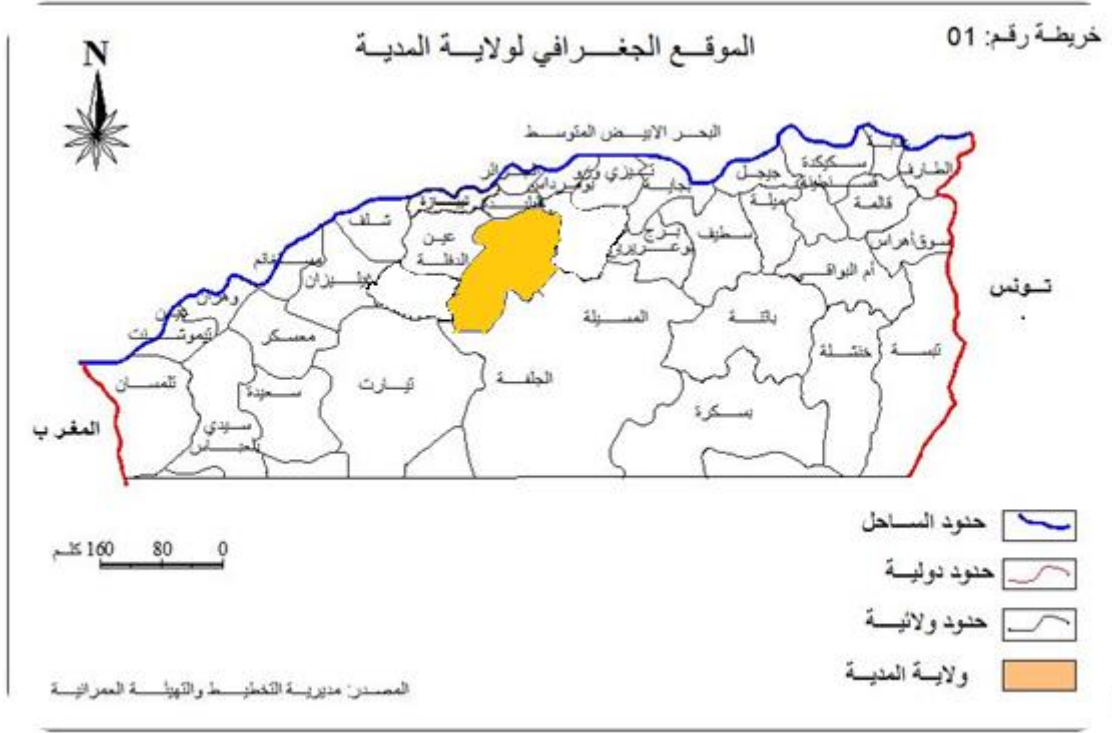 خريطة رقم: 01
الموقع الجغرافي لولاية المدية
N
البحر الابيض المتوسط
سكيكدة
الطارف
جيجل
قسنطينة
تيزي وزو
بومرداس
بجاية
ميلة
قالمة
تيبازة
شلف
عين
الدفلة
برج
بوعريريج
سطيف
سوق أهراس
أم البواقي
مستغانم
غليزان
وهران
عين
تيموشنت
معسكر
المسيلة
باتنة
خنشلة
تبسة
تونس
تلمسان
سعيدة
تيارت
الجلفة
بسكرة
المغرب
سيدي
بلعباس
حدود الساحل
160 كلم 80 0
حدود دولية
حدود ولائية
ولاية المدية
المصدر: مديرية التخطيط والتهيئة العمرانية